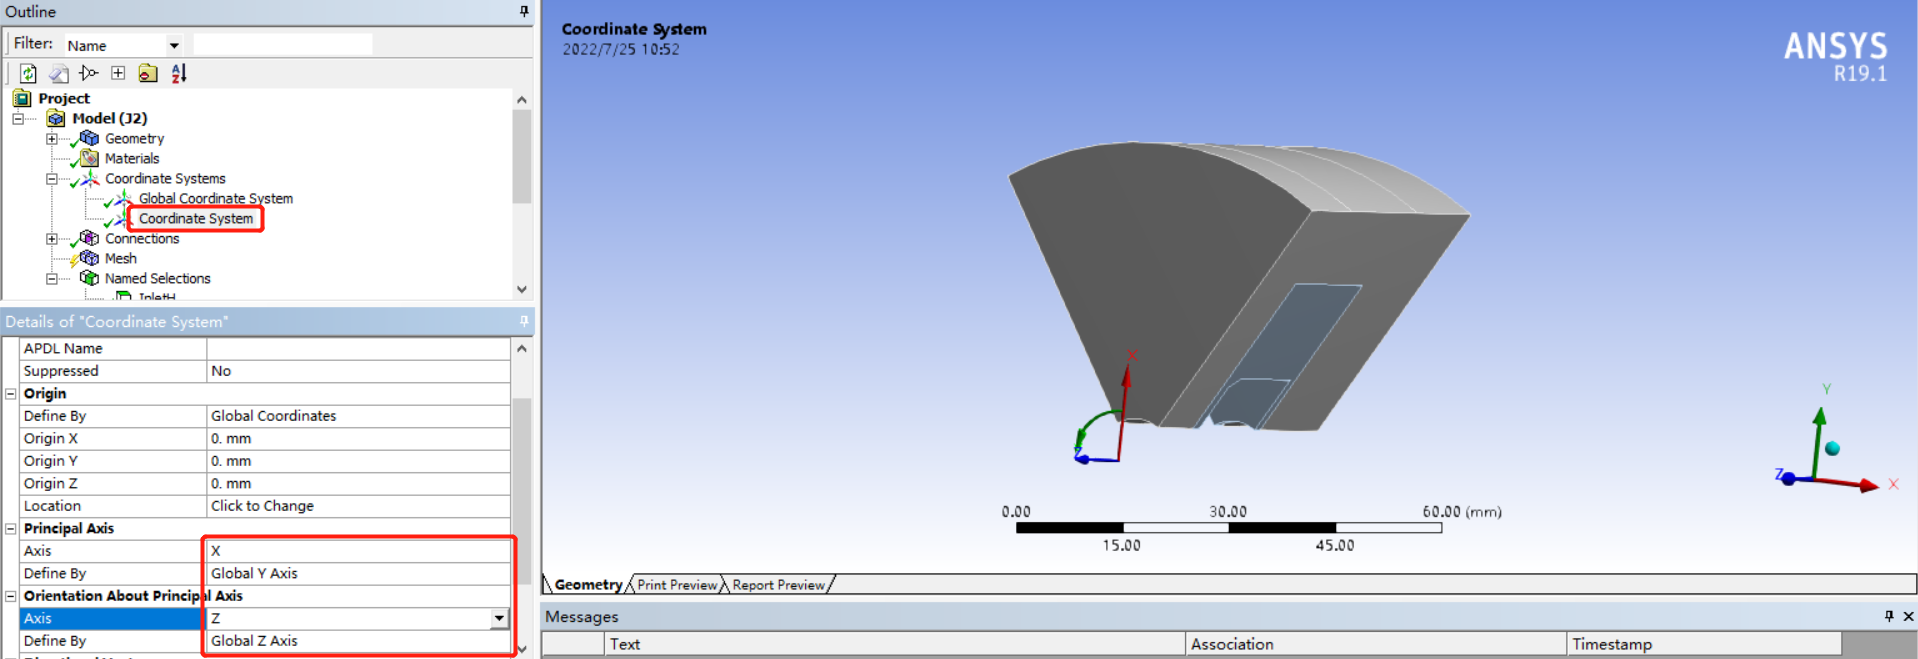 Outline
Filter: Name
Project
Model (J2)
Geometry
Materials
Coordinate Systems
Global Coordinate System
Coordinate System
Connections
Mesh
Named Selections
InletH
Details of "Coordinate System"
APDL Name
Suppressed No
Origin
Define By Global Coordinates
Origin X 0. mm
Origin Y 0. mm
Origin Z 0. mm
Location Click to Change
Principal Axis
Axis X
Define By Global Y Axis
Orientation About Principal Axis
Axis Z
Define By Global Z Axis
Coordinate System
2022/7/25 10:52
ANSYS
R19.1
X
Z
Y
Z
X
0.00 30.00 60.00 (mm)
15.00 45.00
Geometry Print Preview Report Preview
Messages
Text Association Timestamp